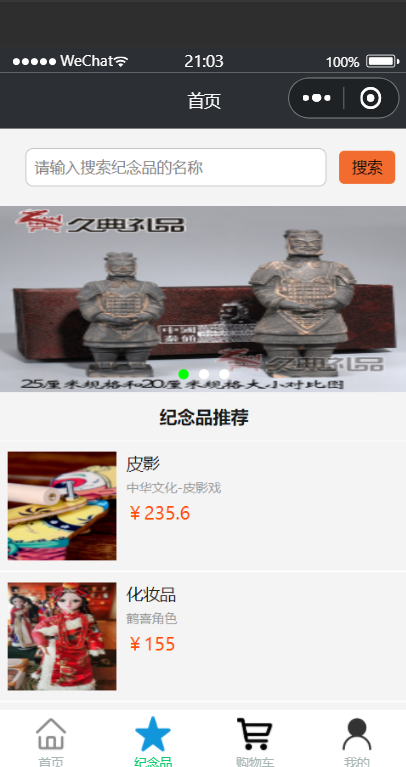 WeChat 21:03 100%
首页
请输入搜索纪念品的名称 搜索
久典礼品
中国
秦俑
久典礼品
25厘米规格和20厘米规格大小对比图
纪念品推荐
皮影
中华文化-皮影戏
￥235.6
化妆品
鹤喜角色
￥155
首页 纪念品 购物车 我的